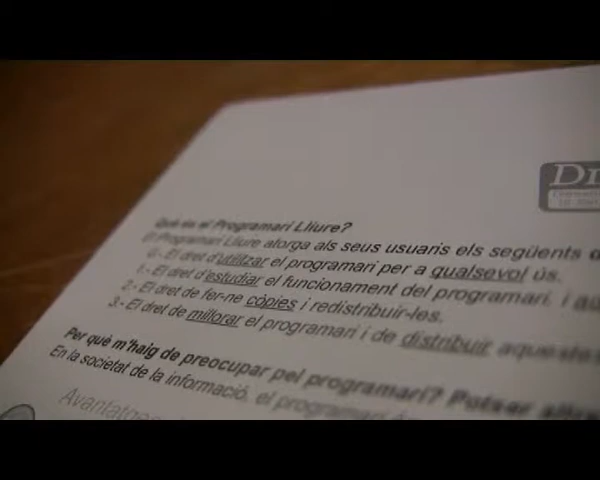 Di
Què és el Programari Lliure?
El Programari Lliure atorga als seus usuaris els següents
0.- El dret d'utilitzar el programari per a qualsevol ús.
1.- El dret d'estudiar el funcionament del programari, i
2.- El dret de fer-ne còpies i redistribuir-les.
3.- El dret de millorar el programari i de distribuir
Per què m'haig de preocupar pel programari? Potser
En la societat de la informació, el programari
Avantatges